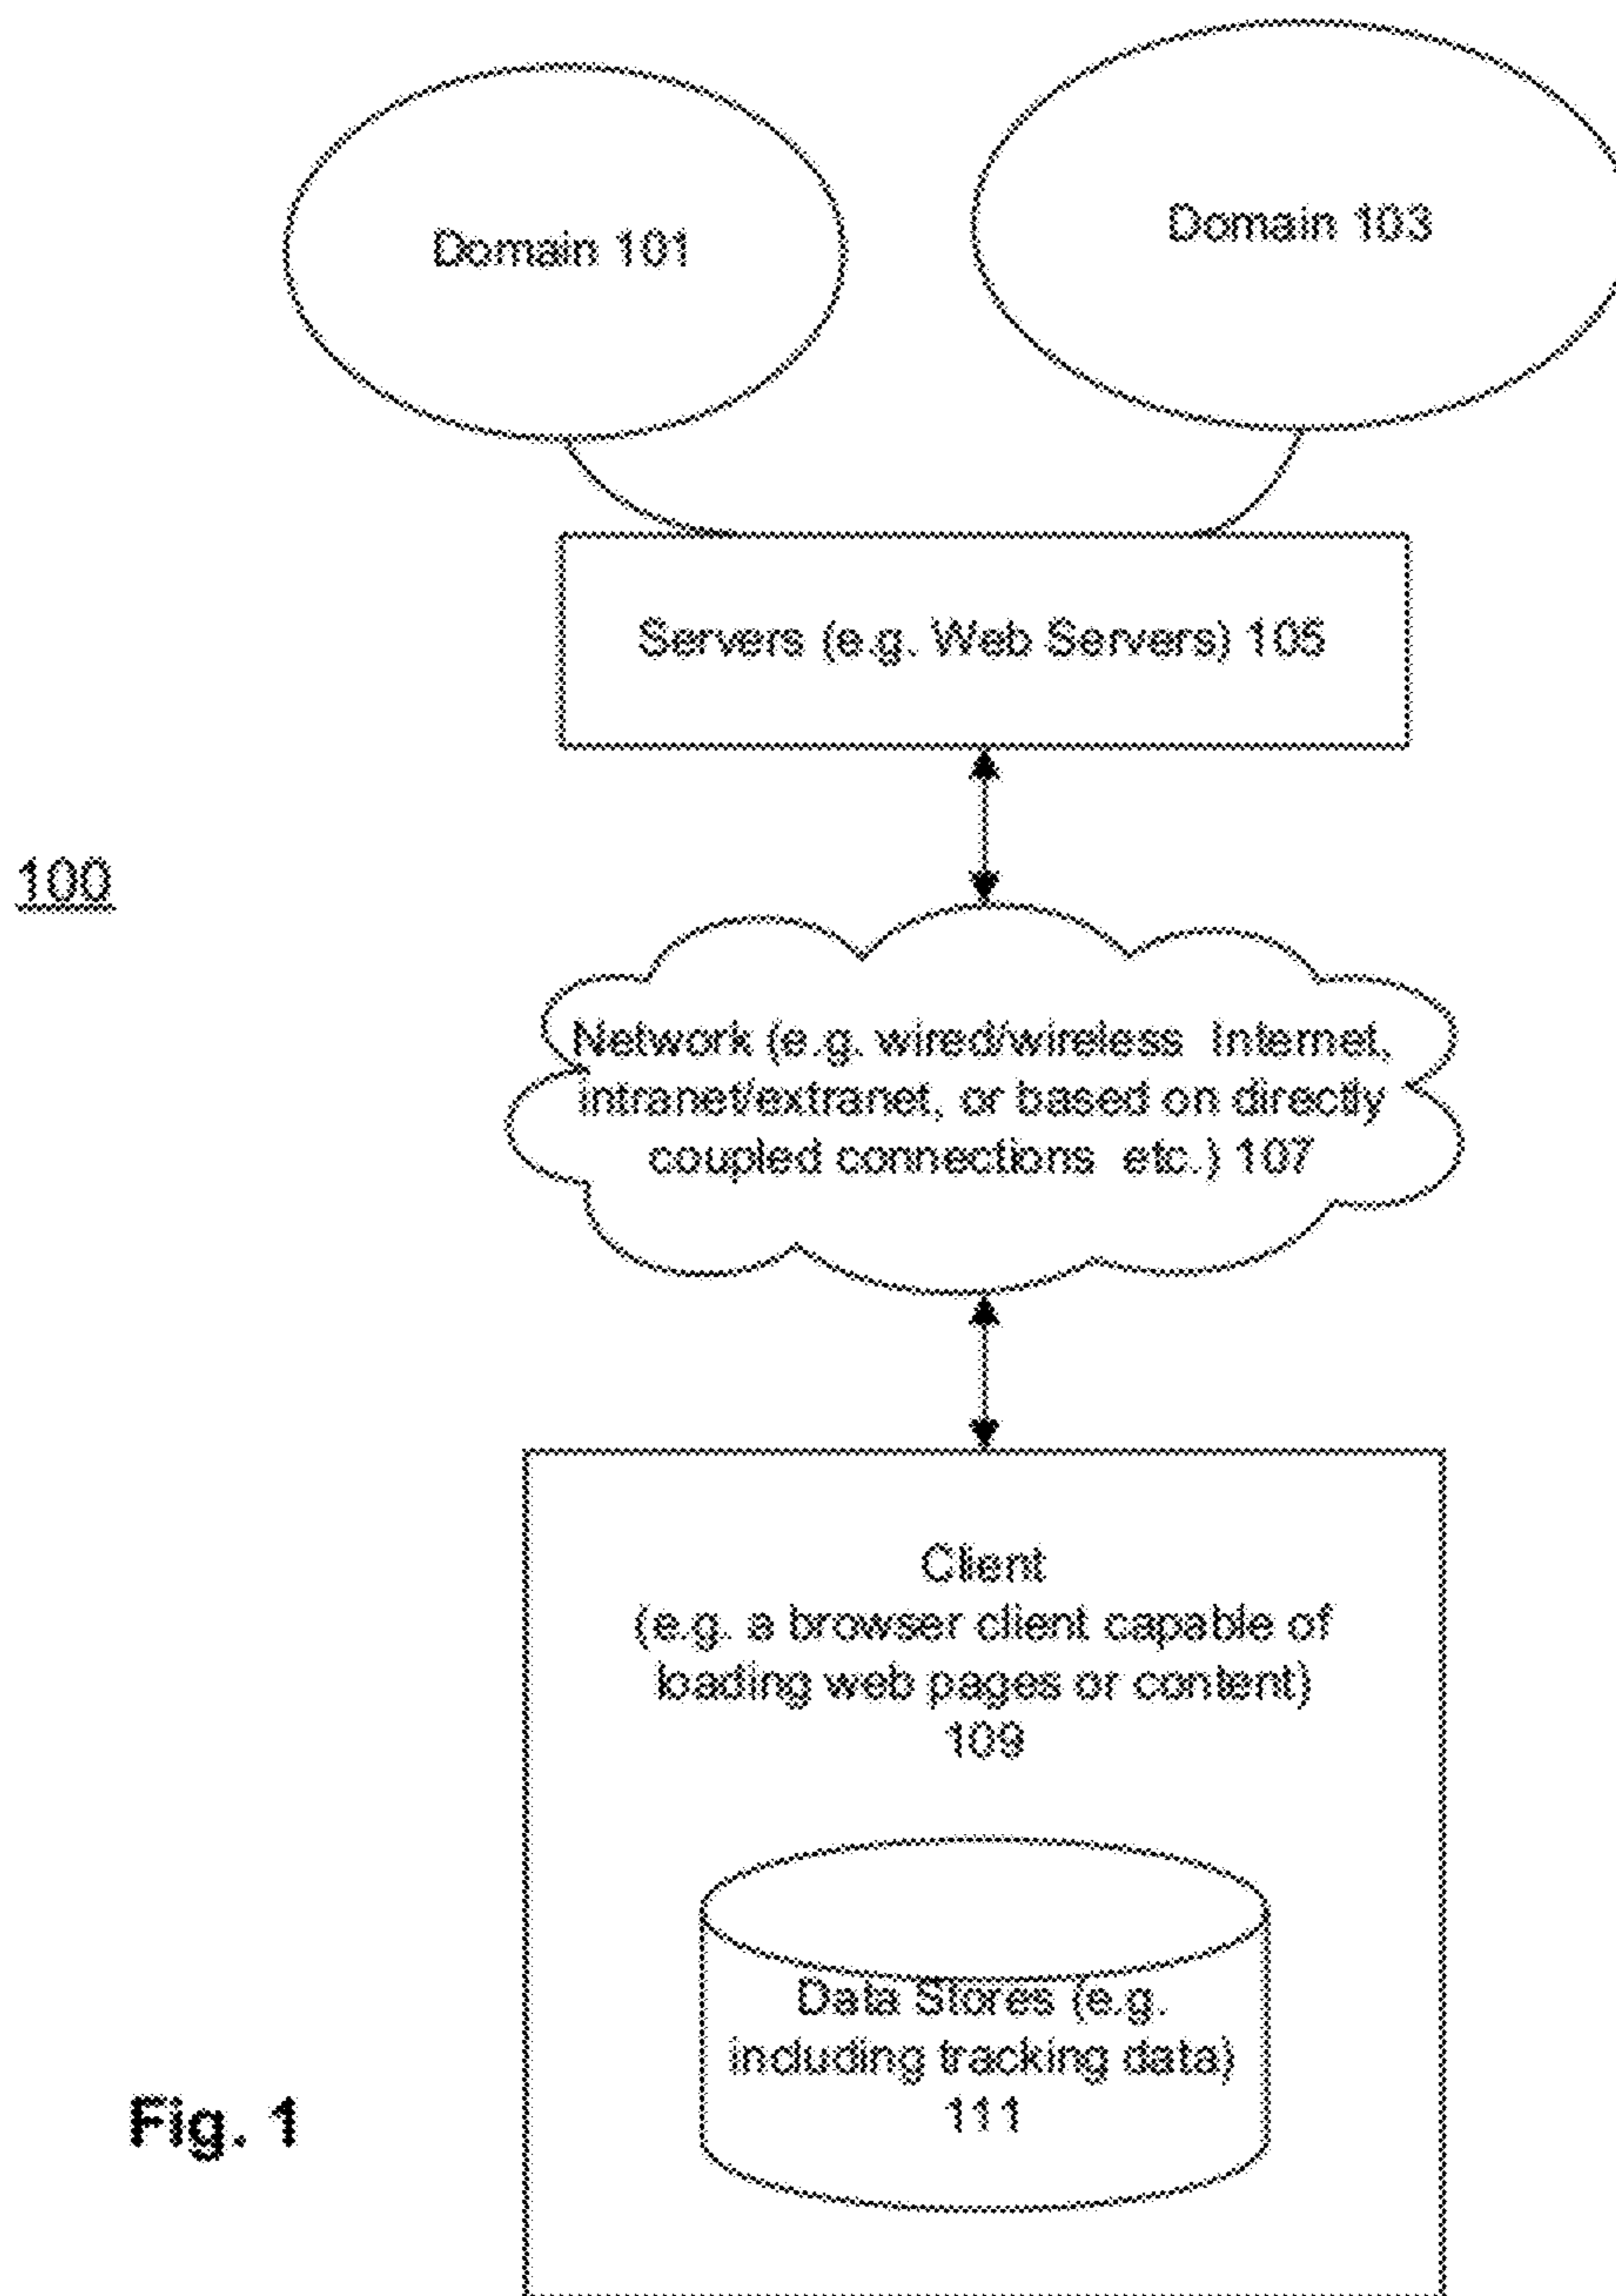 Domain 101
Domain 103
Servers (e.g. Web Servers) 105
100
Network (e.g. wired/wireless Internet,
intranet/extranet, or based on directly
coupled connections etc.) 107
Client
(e.g. a browser client capable of
loading web pages or content)
109
Data Stores (e.g.
including tracking data)
111
Fig. 1